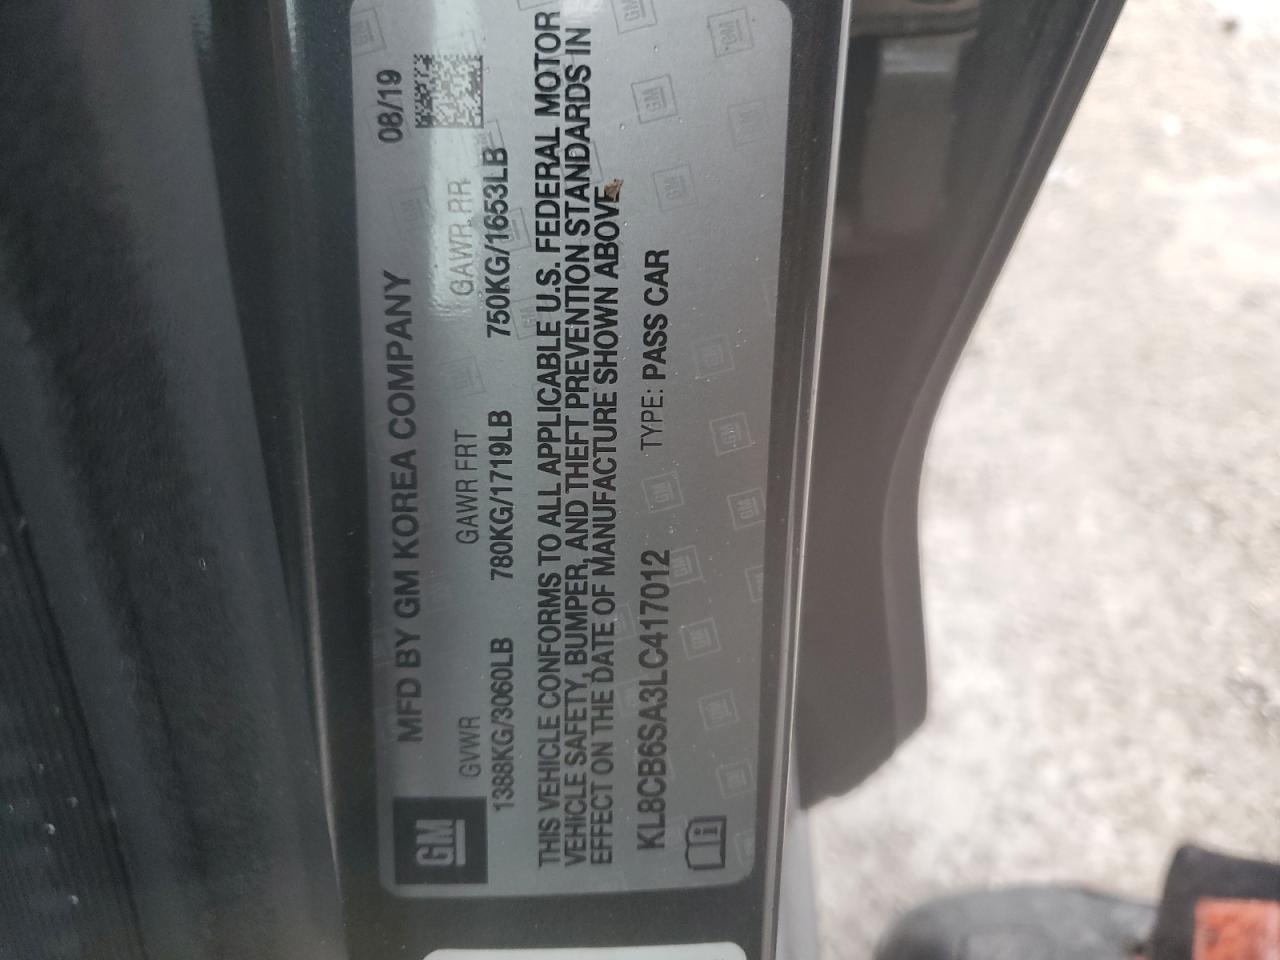 GM
MFD BY GM KOREA COMPANY 08/19
GVWR GAWR FRT GAWR RR
1388KG/3060LB 780KG/1719LB 750KG/1653LB
THIS VEHICLE CONFORMS TO ALL APPLICABLE U.S. FEDERAL MOTOR
VEHICLE SAFETY, BUMPER, AND THEFT PREVENTION STANDARDS IN
EFFECT ON THE DATE OF MANUFACTURE SHOWN ABOVE
KL8CB6SA3LC417012 TYPE: PASS CAR